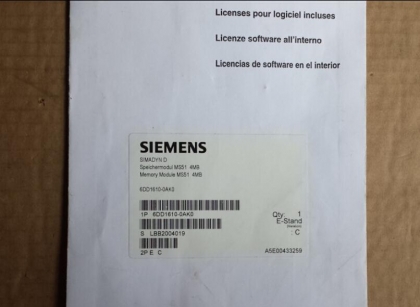 Licenses pour logiciel incluses
Licenze software all'interno
Licencias de software en el interior
SIEMENS
SIMADYN D
Speichermodul MS51 4MB
Memory Module MS51 4MB
6DD1610-0AK0
1P 6DD1610-0AK0
Qty. 1
E-Stand
S LBB2004019
: C
2P E C
A5E00433259